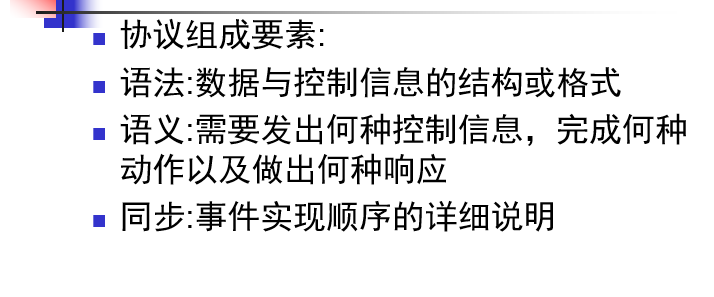 协议组成要素:
语法:数据与控制信息的结构或格式
语义:需要发出何种控制信息，完成何种
动作以及做出何种响应
同步:事件实现顺序的详细说明